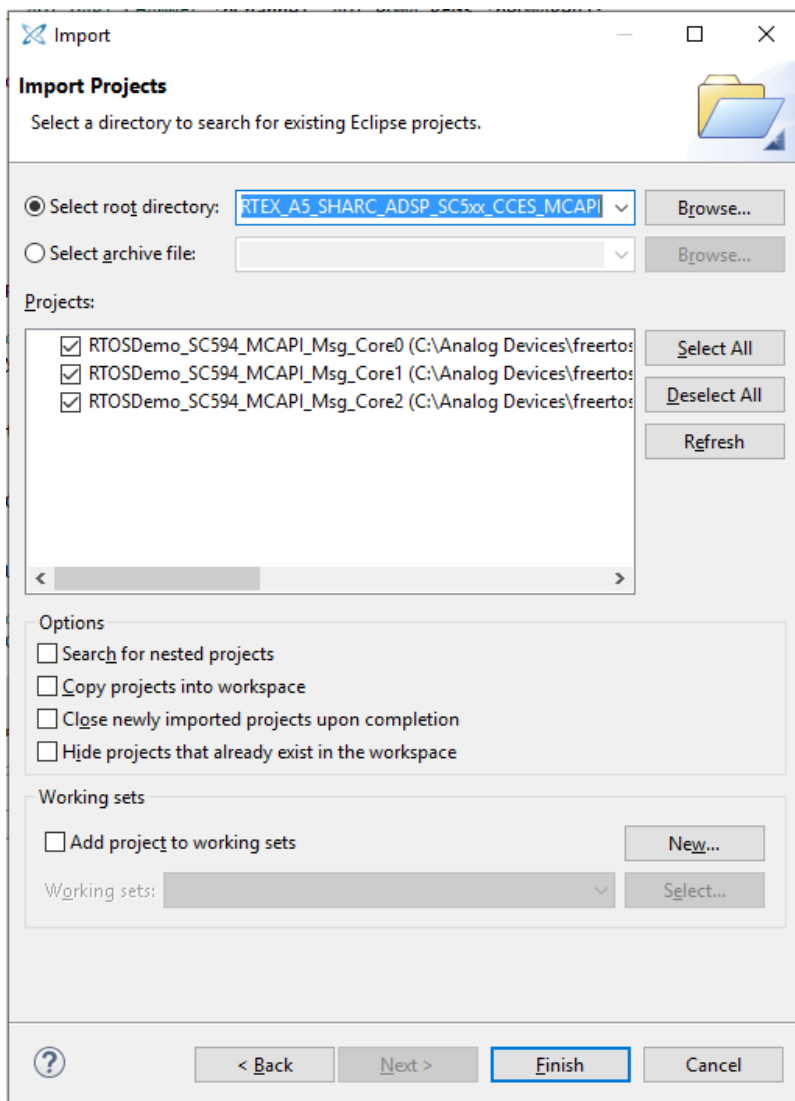 Import
Import Projects
Select a directory to search for existing Eclipse projects.
Select root directory: RTEX_A5_SHARC_ADSP_SC5xx_CCES_MCAPI Browse...
Select archive file: Browse...
Projects:
RTOSDemo_SC594_MCAPI_Msg_Core0 (C:\Analog Devices\freertos
RTOSDemo_SC594_MCAPI_Msg_Core1 (C:\Analog Devices\freertos
RTOSDemo_SC594_MCAPI_Msg_Core2 (C:\Analog Devices\freertos
Select All
Deselect All
Refresh
Options
Search for nested projects
Copy projects into workspace
Close newly imported projects upon completion
Hide projects that already exist in the workspace
Working sets
Add project to working sets New...
Working sets: Select...
? < Back Next > Finish Cancel